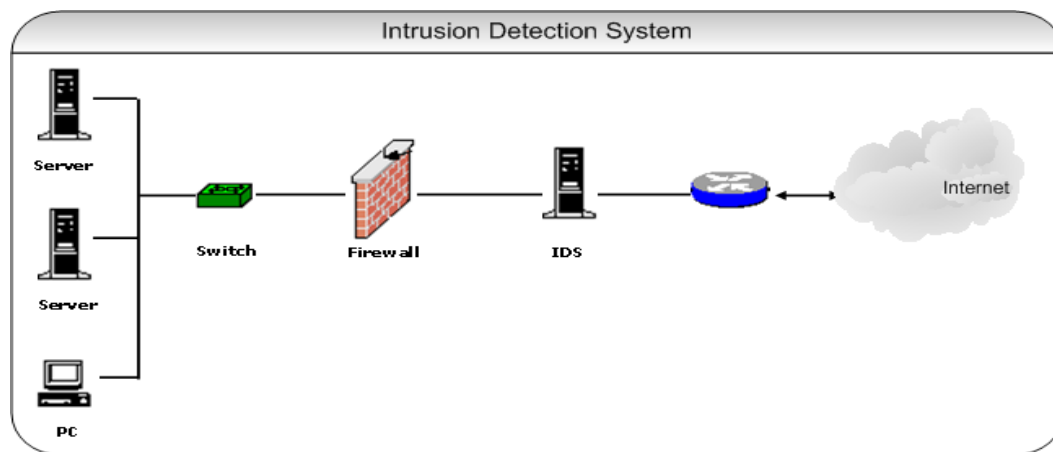 Intrusion Detection System
Server
Server
PC
Switch
Firewall
IDS
Internet